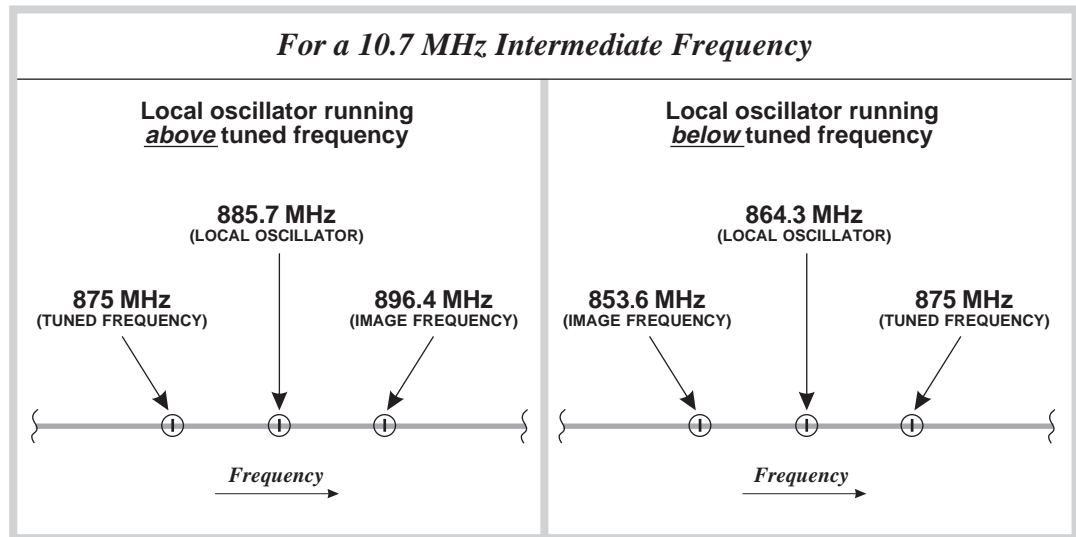 For a 10.7 MHz Intermediate Frequency
Local oscillator running
above tuned frequency
885.7 MHz
(LOCAL OSCILLATOR)
875 MHz
(TUNED FREQUENCY)
896.4 MHz
(IMAGE FREQUENCY)
Frequency
Local oscillator running
below tuned frequency
864.3 MHz
(LOCAL OSCILLATOR)
853.6 MHz
(IMAGE FREQUENCY)
875 MHz
(TUNED FREQUENCY)
Frequency